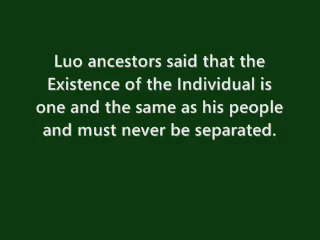 Luo ancestors said that the
Existence of the Individual is
one and the same as his people
and must never be separated.